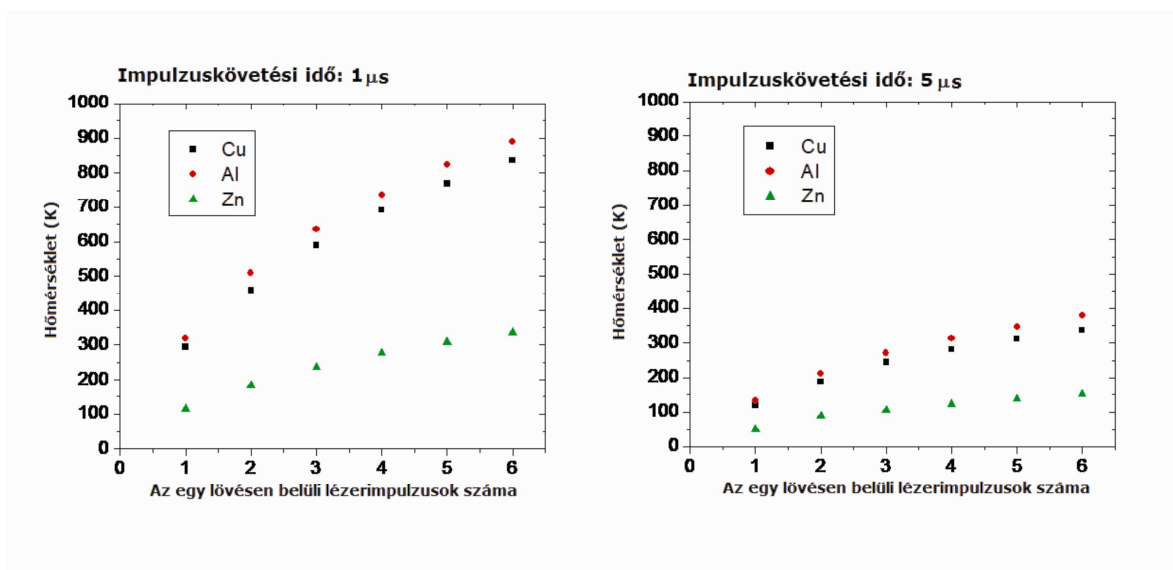 Impulzuskövetési idő: 1 μs
1000
900
800
700
600
500
400
300
200
100
0
Hőmérséklet (K)
Cu
Al
Zn
0 1 2 3 4 5 6
Az egy lövésen belüli lézerimpulzusok száma
Impulzuskövetési idő: 5 μs
1000
900
800
700
600
500
400
300
200
100
0
Hőmérséklet (K)
Cu
Al
Zn
0 1 2 3 4 5 6
Az egy lövésen belüli lézerimpulzusok száma